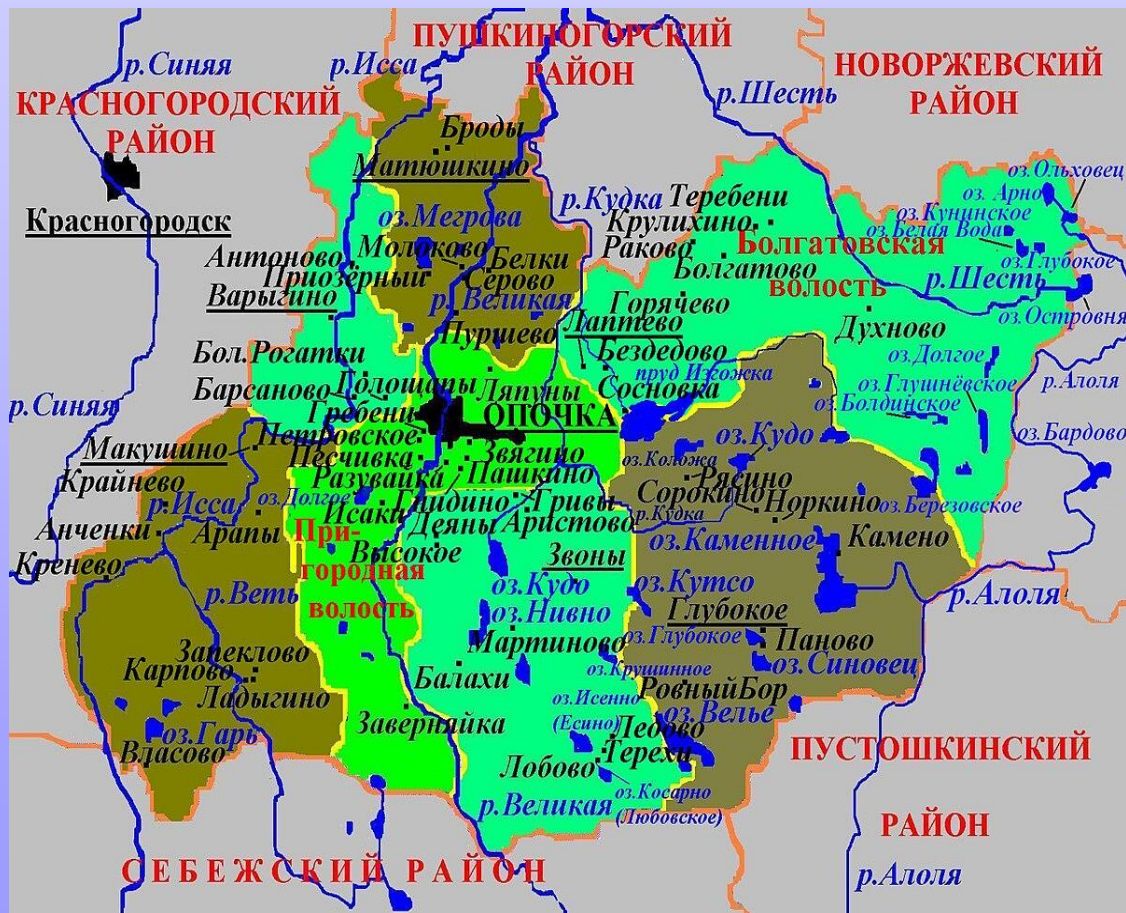 ПУШКИНОГОРСКИЙ
РАЙОН
р.Синяя
р.Исса
НОВОРЖЕВСКИЙ
РАЙОН
р.Шесть
КРАСНОГОРОДСКИЙ
РАЙОН
Броды
Матюшкино
оз.Ольховец
оз. Арно
р.Кудка
Теребени
оз.Кунинское
Красногородск
оз.Мегрова
Крулихино
оз.Белая Вода
Молоково
Раково
Болгатовская
волость
Антоново
Белки
оз.Глубокое
Приозёрный
Серово
Болгатово
р.Шесть
Варыгино
р.Великая
Горячево
оз.Островня
Пуршево
Лаптево
Духново
Бол.Рогатки
Бездедово
оз.Долгое
пруд Изгожка
р.Алоля
Барсаново
Голощапы
Ляпуны
Сосновка
оз.Глушнёвское
р.Синяя
Гребени
ОПОЧКА
оз.Болдинское
Петровское
оз.Кудо
оз.Бардово
Макушино
Песчивка
Звягино
оз.Коложа
Крайнево
Разувайка
Пашкино
Рясино
р.Исса
оз.Долгое
Глидино
Гривы
Сорокино
Норкино
оз.Березовское
Исаки
р.Кудка
Анченки
Арапы
Деяны
Аристово
При-
городная
волость
Высокое
Звоны
оз.Каменное
Камено
Кренево
р.Веть
оз.Кудо
оз.Кутсо
р.Алоля
оз.Нивно
Глубокое
Мартиново
оз.Глубокое
Паново
Запеклово
оз.Крушинное
оз.Синовец
Карпово
Балахи
Ладыгино
оз.Исенно
(Есино)
РовныйБор
Заверняйка
оз.Велье
оз.Гарь
Ледово
Власово
Терехи
ПУСТОШКИНСКИЙ
РАЙОН
Лобово
оз.Косарно
(Любовское)
р.Великая
СЕБЕЖСКИЙ РАЙОН
р.Алоля